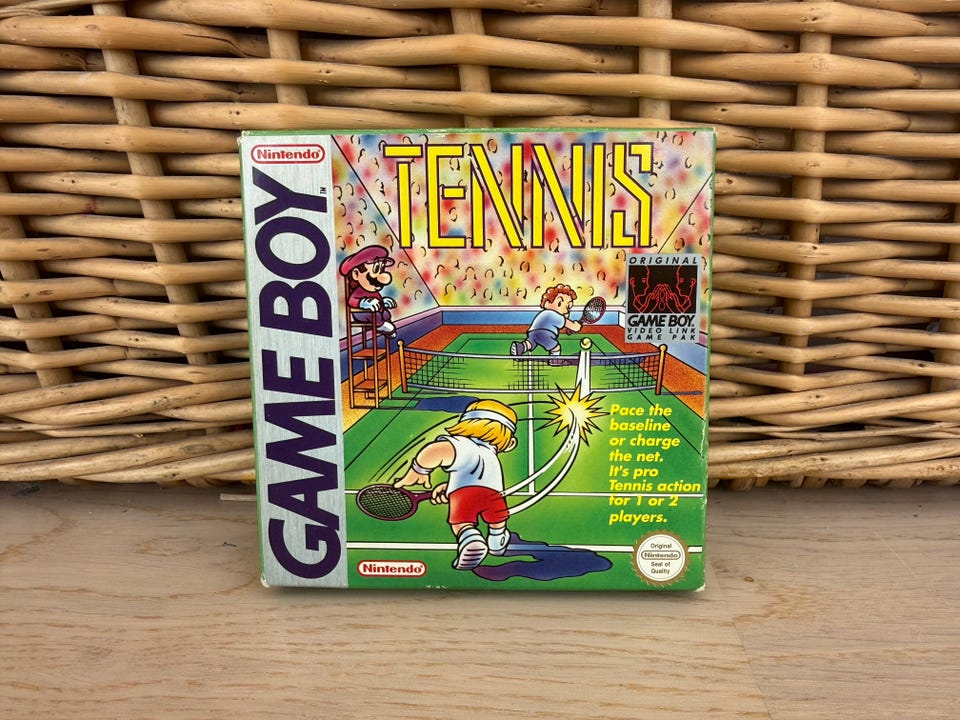 Nintendo
GAME BOY
TM
TENNIS
ORIGINAL
GAME BOY
VIDEO LINK
GAME PAK
Pace the
baseline
or charge
the net.
It's pro
Tennis action
for 1 or 2
players.
Nintendo
Original
Nintendo
Seal of
Quality